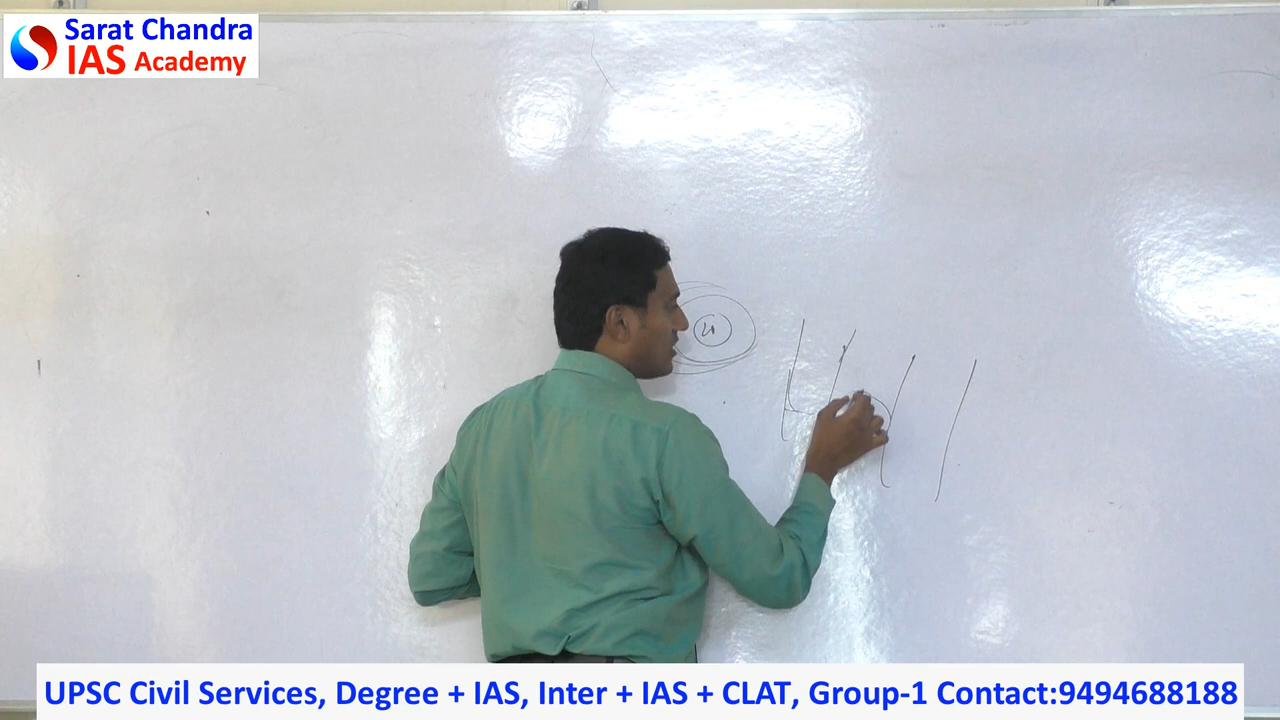 Sarat Chandra
IAS Academy
UPSC Civil Services, Degree + IAS, Inter + IAS + CLAT, Group-1 Contact:9494688188